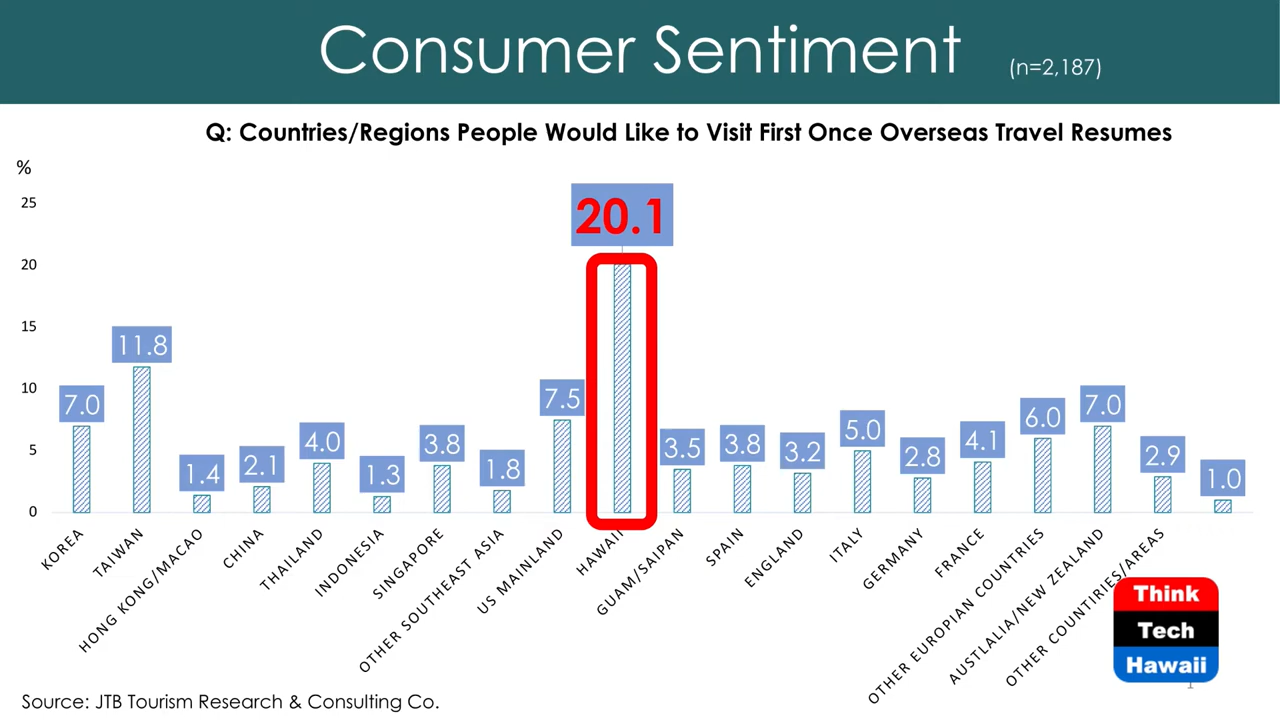 Consumer Sentiment
(n=2,187)
Q: Countries/Regions People Would Like to Visit First Once Overseas Travel Resumes
%
25
20
15
10
5
0
7.0
11.8
1.4
2.1
4.0
1.3
3.8
1.8
7.5
20.1
3.5
3.8
3.2
5.0
2.8
4.1
6.0
7.0
2.9
1.0
KOREA
TAIWAN
HONG KONG/MACAO
CHINA
THAILAND
INDONESIA
SINGAPORE
OTHER SOUTHEAST ASIA
US MAINLAND
HAWAII
GUAM/SAIPAN
SPAIN
ENGLAND
ITALY
GERMANY
FRANCE
OTHER EUROPIAN COUNTRIES
AUSTLALIA/NEW ZEALAND
OTHER COUNTIRIES/AREAS
Think
Tech
Hawaii
1
Source: JTB Tourism Research & Consulting Co.